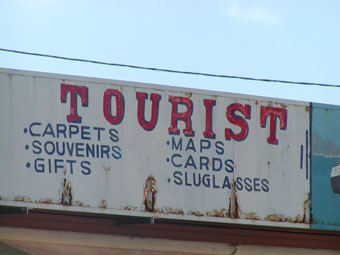 TOURIST
·CARPETS
·SOUVENIRS
·GIFTS
·MAPS
·CARDS
·SLUGLASSES